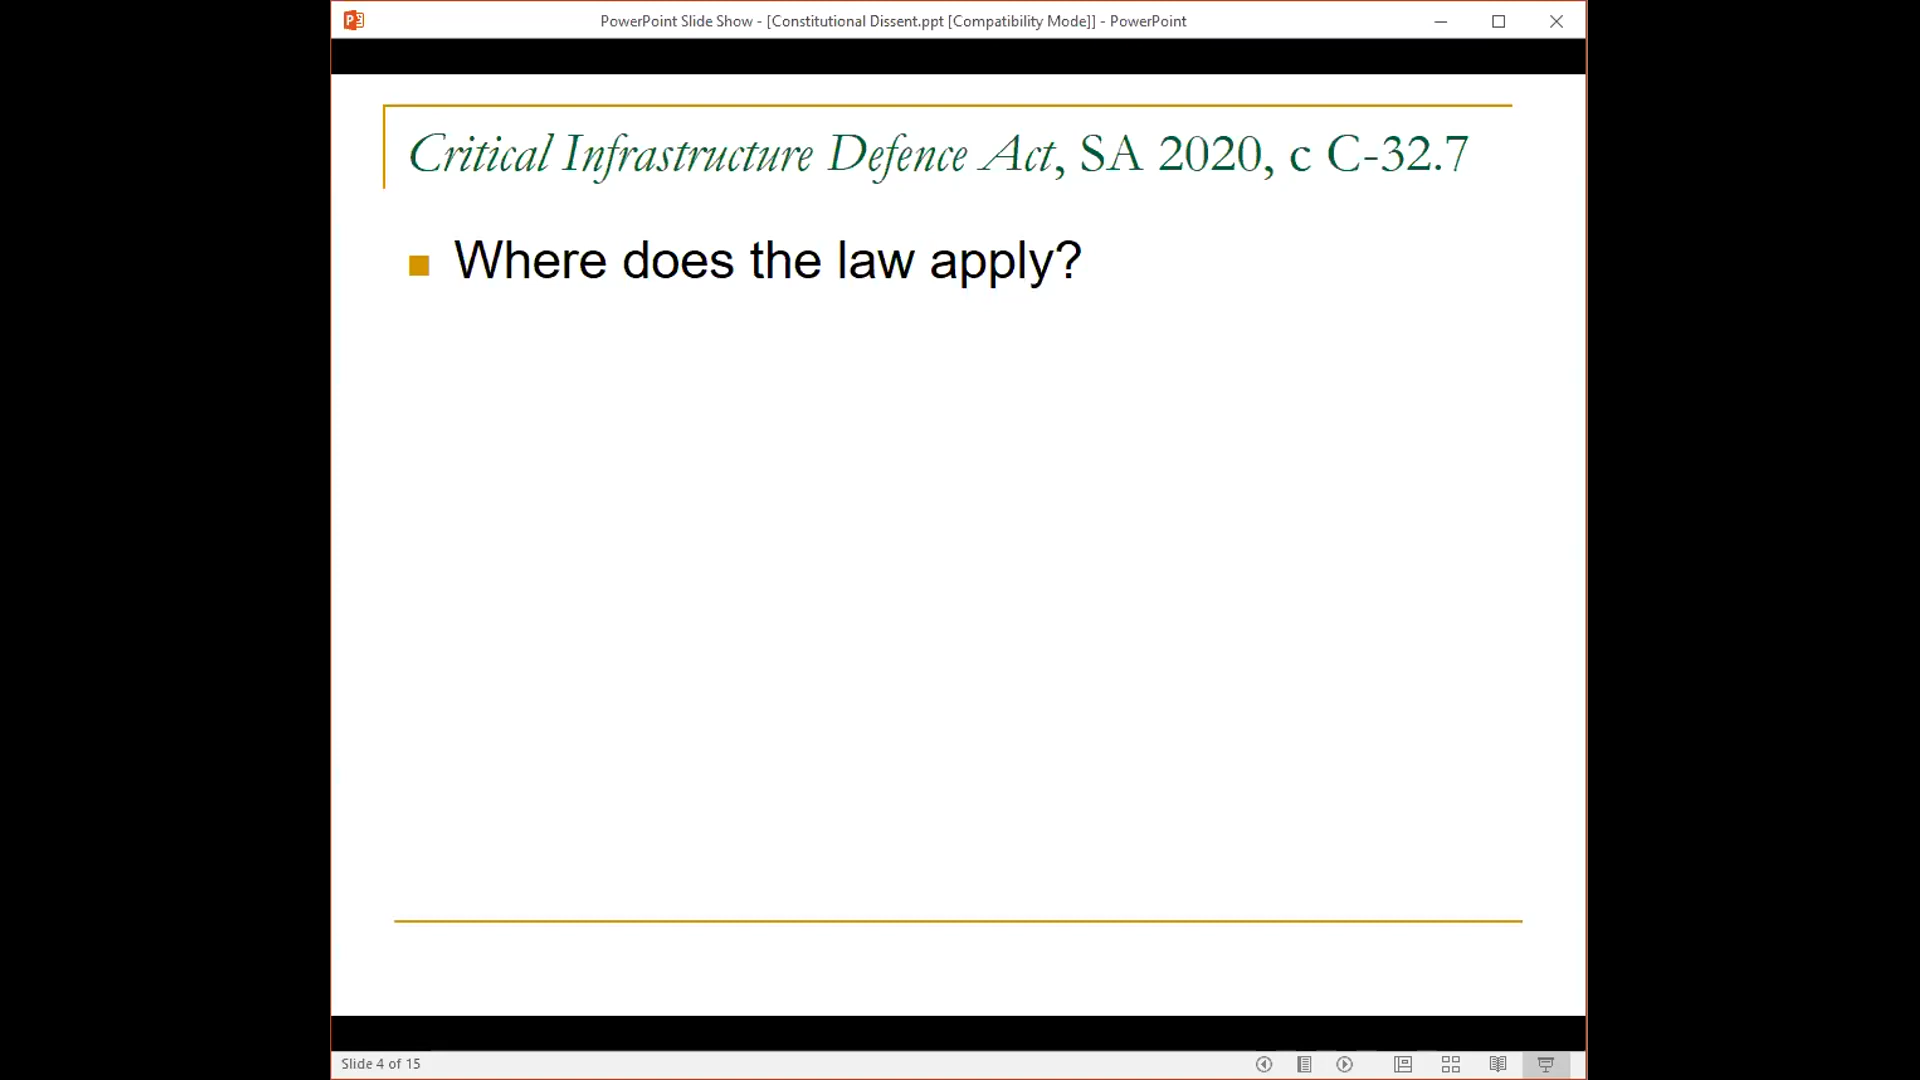 PowerPoint Slide Show - [Constitutional Dissent.ppt [Compatibility Mode]] - PowerPoint
Critical Infrastructure Defence Act, SA 2020, c C-32.7
Where does the law apply?
Slide 4 of 15